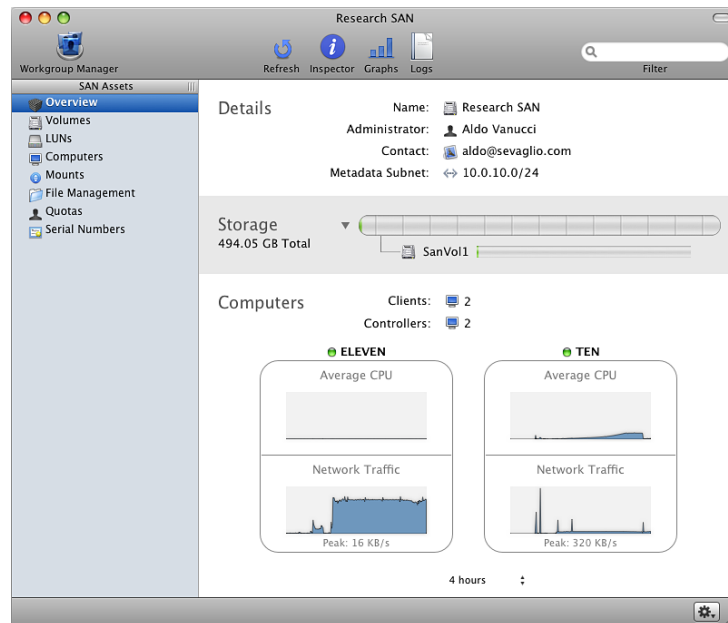 Research SAN
Workgroup Manager
Refresh Inspector Graphs Logs
Filter
SAN Assets
Overview
Volumes
LUNs
Computers
Mounts
File Management
Quotas
Serial Numbers
Details
Name: Research SAN
Administrator: Aldo Vanucci
Contact: aldo@sevaglio.com
Metadata Subnet: 10.0.10.0/24
Storage
494.05 GB Total
SanVol1
Computers
Clients: 2
Controllers: 2
ELEVEN
Average CPU
Network Traffic
Peak: 16 KB/s
TEN
Average CPU
Network Traffic
Peak: 320 KB/s
4 hours